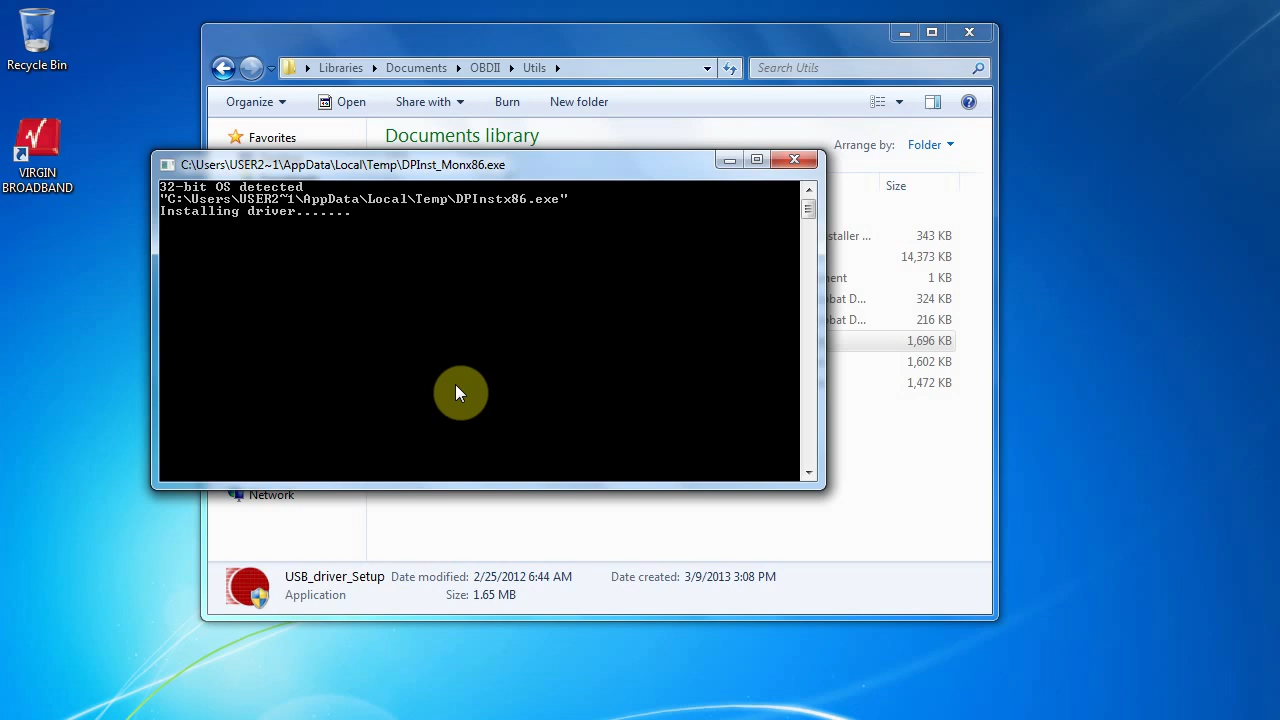 Recycle Bin
VIRGIN
BROADBAND
Libraries
Documents
OBDII
Utils
Search Utils
Organize
Open
Share with
Burn
New folder
Favorites
Documents library
Arrange by: Folder
Size
C:\Users\USER2~1\AppData\Local\Temp\DPInst_Monx86.exe
32-bit OS detected
"C:\Users\USER2~1\AppData\Local\Temp\DPInstx86.exe"
Installing driver.......
staller ... 343 KB
14,373 KB
ment 1 KB
obat D... 324 KB
obat D... 216 KB
1,696 KB
1,602 KB
1,472 KB
Network
USB_driver_Setup Date modified: 2/25/2012 6:44 AM Date created: 3/9/2013 3:08 PM
Application Size: 1.65 MB